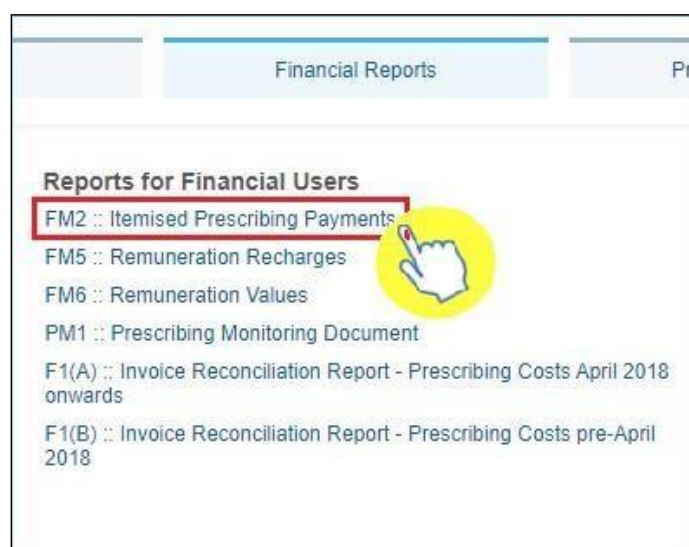 Financial Reports
Reports for Financial Users
FM2 :: Itemised Prescribing Payments
FM5 :: Remuneration Recharges
FM6 :: Remuneration Values
PM1 :: Prescribing Monitoring Document
F1(A) :: Invoice Reconciliation Report - Prescribing Costs April 2018
onwards
F1(B) :: Invoice Reconciliation Report - Prescribing Costs pre-April
2018